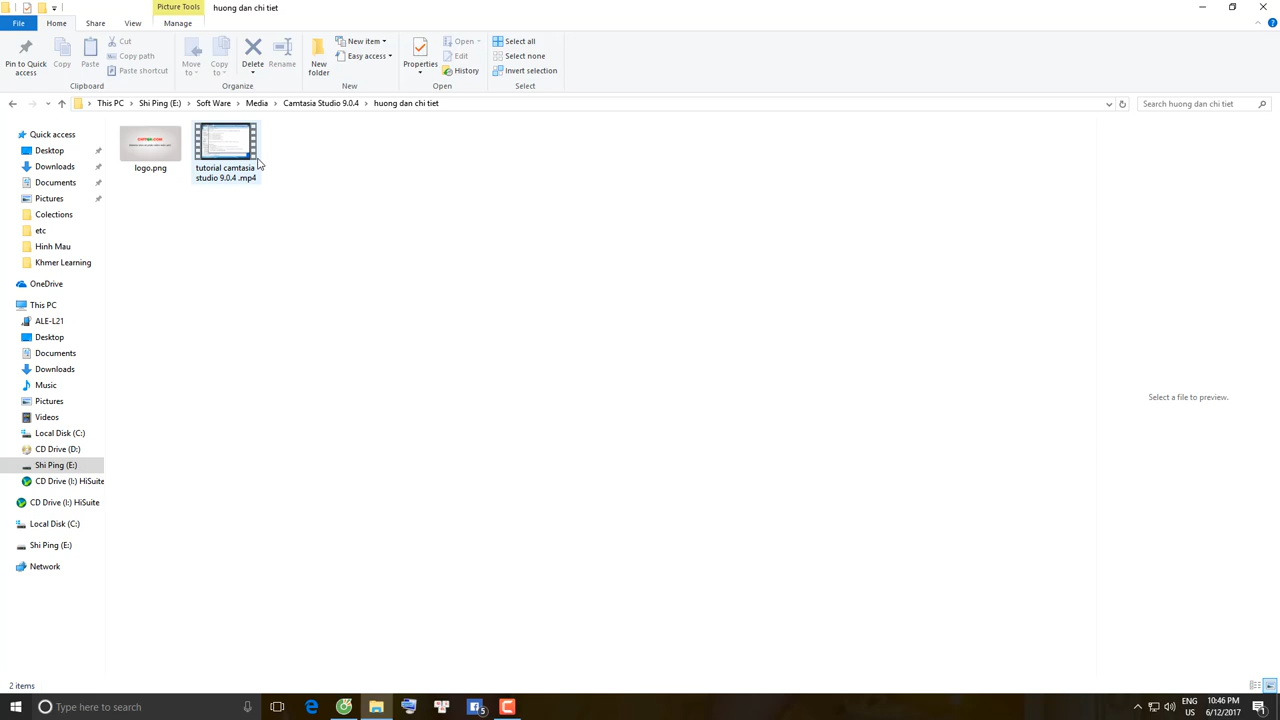 Picture Tools
huong dan chi tiet
File
Home
Share
View
Manage
Pin to Quick access
Copy
Paste
Cut
Copy path
Paste shortcut
Clipboard
Move to
Copy to
Delete
Rename
Organize
New folder
New item
Easy access
New
Properties
Open
Edit
History
Open
Select all
Select none
Invert selection
Select
This PC
Shi Ping (E:)
Soft Ware
Media
Camtasia Studio 9.0.4
huong dan chi tiet
Search huong dan chi tiet
Quick access
Desktop
Downloads
Documents
Pictures
Colections
etc
Hinh Mau
Khmer Learning
OneDrive
This PC
ALE-L21
Desktop
Documents
Downloads
Music
Pictures
Videos
Local Disk (C:)
CD Drive (D:)
Shi Ping (E:)
CD Drive (I:) HiSuite
CD Drive (I:) HiSuite
Local Disk (C:)
Shi Ping (E:)
Network
logo.png
tutorial camtasia
studio 9.0.4 .mp4
Select a file to preview.
2 items
Type here to search
5
ENG
US
10:46 PM
6/12/2017
1